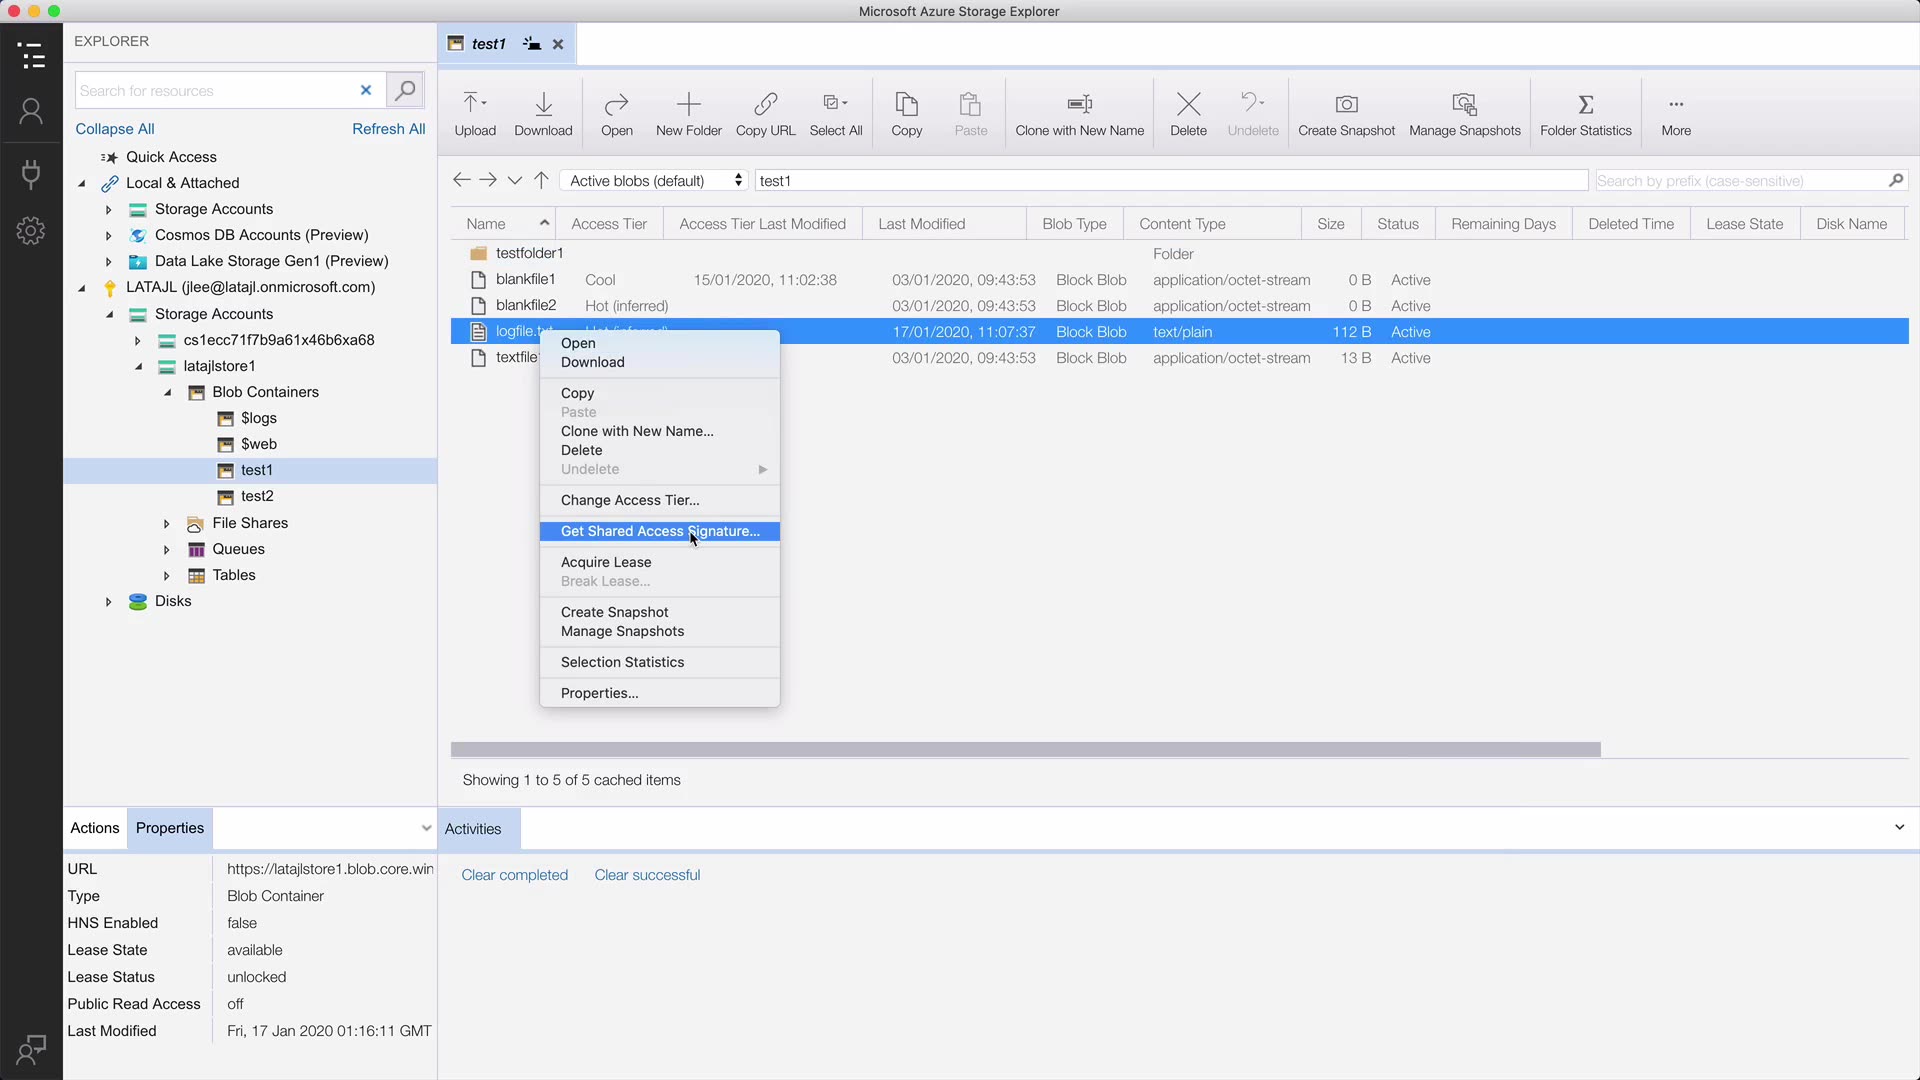 Microsoft Azure Storage Explorer
EXPLORER
Search for resources
Collapse All Refresh All
Quick Access
Local & Attached
Storage Accounts
Cosmos DB Accounts (Preview)
Data Lake Storage Gen1 (Preview)
LATAJL (jlee@latajl.onmicrosoft.com)
Storage Accounts
cs1ecc71f7b9a61x46b6xa68
latajlstore1
Blob Containers
$logs
$web
test1
test2
File Shares
Queues
Tables
Disks
test1
Upload Download Open New Folder Copy URL Select All Copy Paste Clone with New Name Delete Undelete Create Snapshot Manage Snapshots Folder Statistics More
Active blobs (default) test1 Search by prefix (case-sensitive)
Name Access Tier Access Tier Last Modified Last Modified Blob Type Content Type Size Status Remaining Days Deleted Time Lease State Disk Name
testfolder1 Folder
blankfile1 Cool 15/01/2020, 11:02:38 03/01/2020, 09:43:53 Block Blob application/octet-stream 0 B Active
blankfile2 Hot (inferred) 03/01/2020, 09:43:53 Block Blob application/octet-stream 0 B Active
logfile.txt Hot (inferred) 17/01/2020, 11:07:37 Block Blob text/plain 112 B Active
textfile 03/01/2020, 09:43:53 Block Blob application/octet-stream 13 B Active
Open
Download
Copy
Paste
Clone with New Name...
Delete
Undelete
Change Access Tier...
Get Shared Access Signature...
Acquire Lease
Break Lease...
Create Snapshot
Manage Snapshots
Selection Statistics
Properties...
Showing 1 to 5 of 5 cached items
Actions Properties
URL https://latajlstore1.blob.core.win
Type Blob Container
HNS Enabled false
Lease State available
Lease Status unlocked
Public Read Access off
Last Modified Fri, 17 Jan 2020 01:16:11 GMT
Activities
Clear completed Clear successful